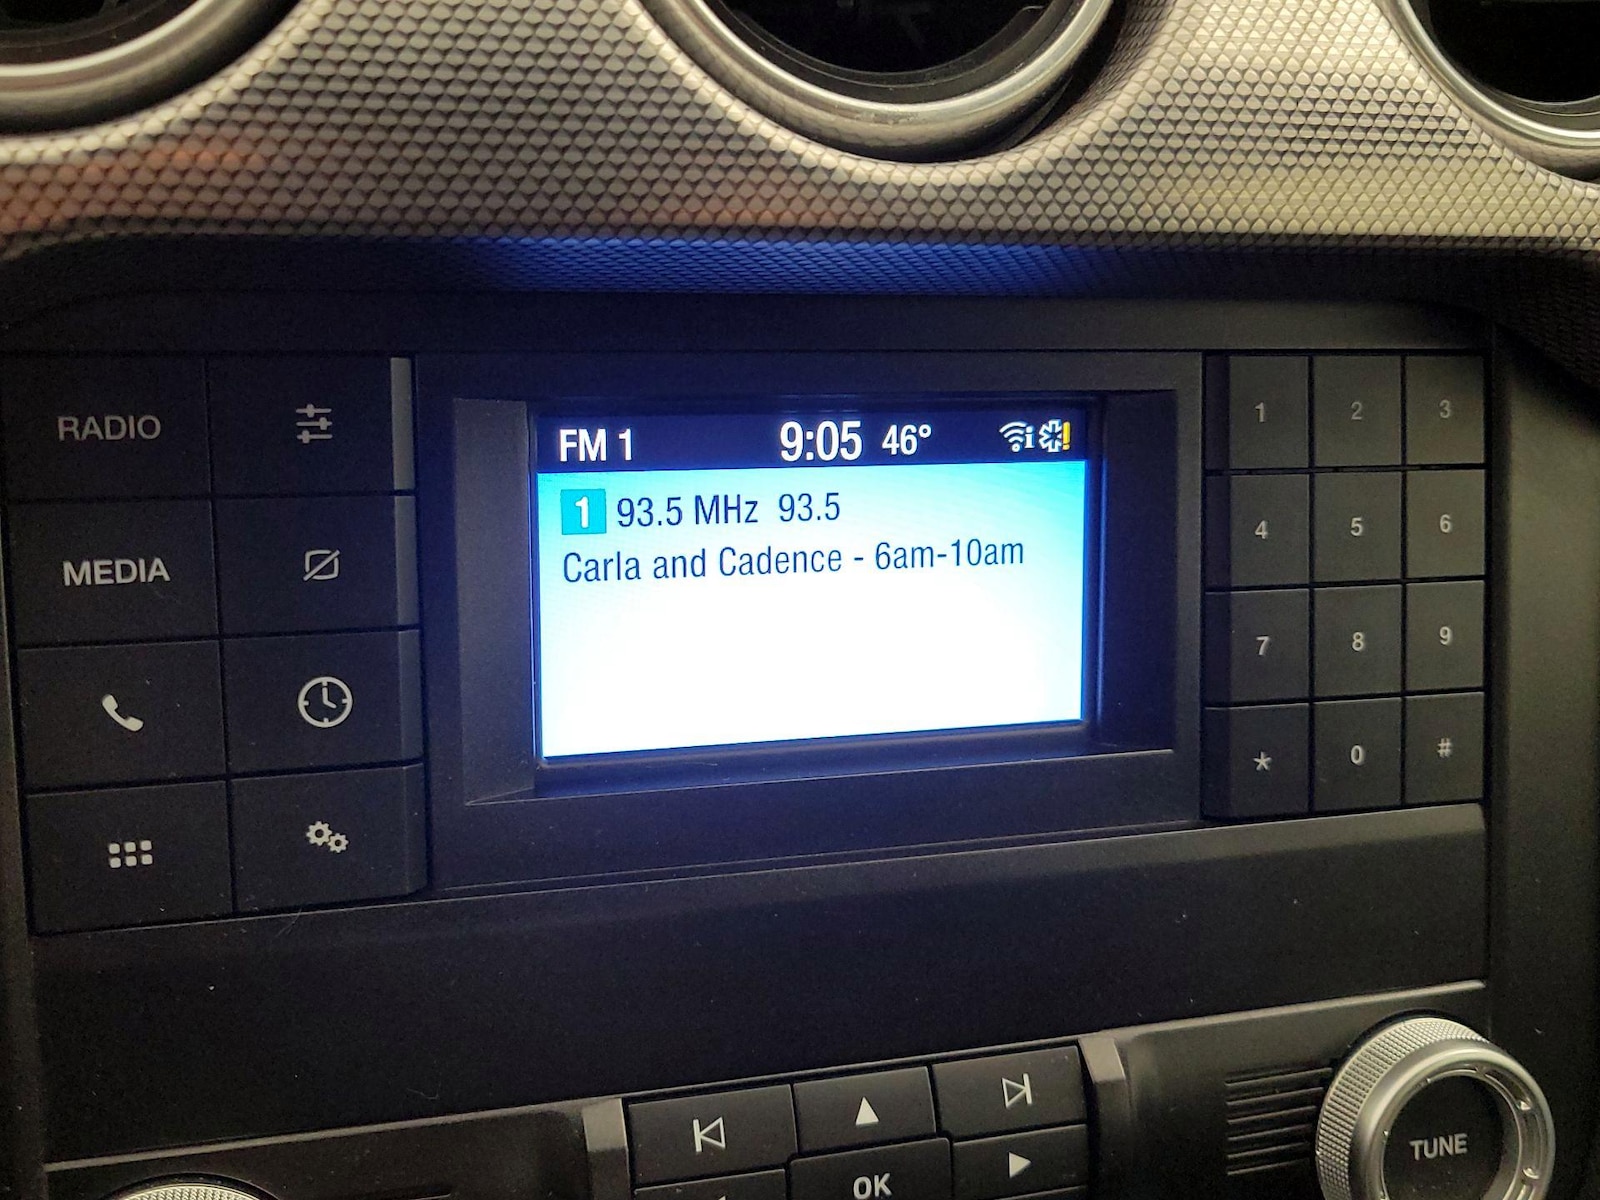 FM 1 9:05 46°
1 93.5 MHz 93.5
Carla and Cadence - 6am-10am
RADIO
MEDIA
1 2 3
4 5 6
7 8 9
* 0 #
OK
TUNE